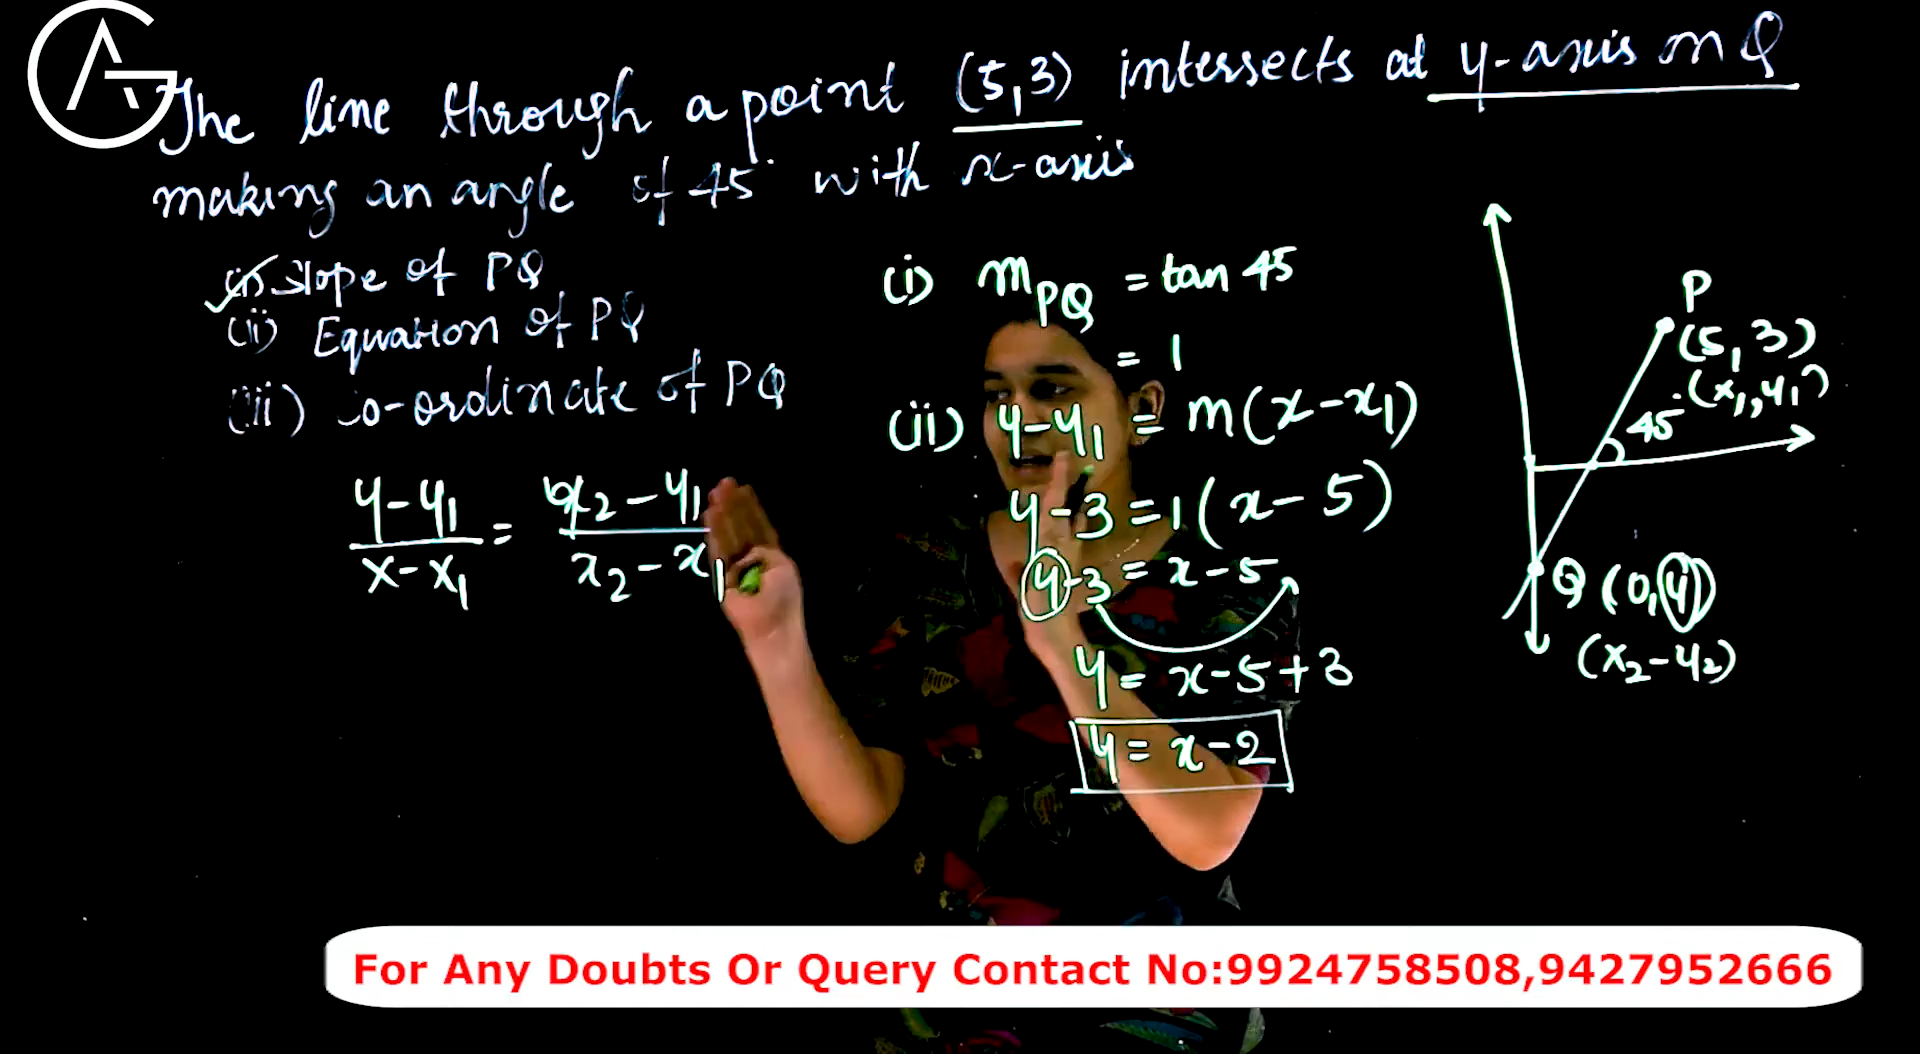 AG
The line through a point (5,3) intersects at y-axis on Q
making an angle of 45° with x-axis
(i) Slope of PQ
(ii) Equation of PQ
(iii) co-ordinate of PQ
y-y₁/x-x₁ = y₂-y₁/x₂-x₁
(i) m_PQ = tan 45
= 1
(ii) y-y₁ = m(x-x₁)
y-3 = 1(x-5)
y-3 = x-5
y = x-5+3
y = x-2
P
(5, 3)
(x₁, y₁)
45°
Q (0, y)
(x₂-y₂)
For Any Doubts Or Query Contact No:9924758508,9427952666